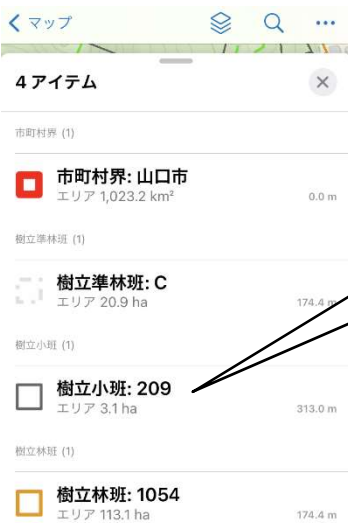 マップ
4 アイテム
市町村界 (1)
市町村界: 山口市
エリア 1,023.2 km²
0.0 m
樹立準林班 (1)
樹立準林班: C
エリア 20.9 ha
174.4 m
樹立小班 (1)
樹立小班: 209
エリア 3.1 ha
313.0 m
樹立林班 (1)
樹立林班: 1054
エリア 113.1 ha
174.4 m